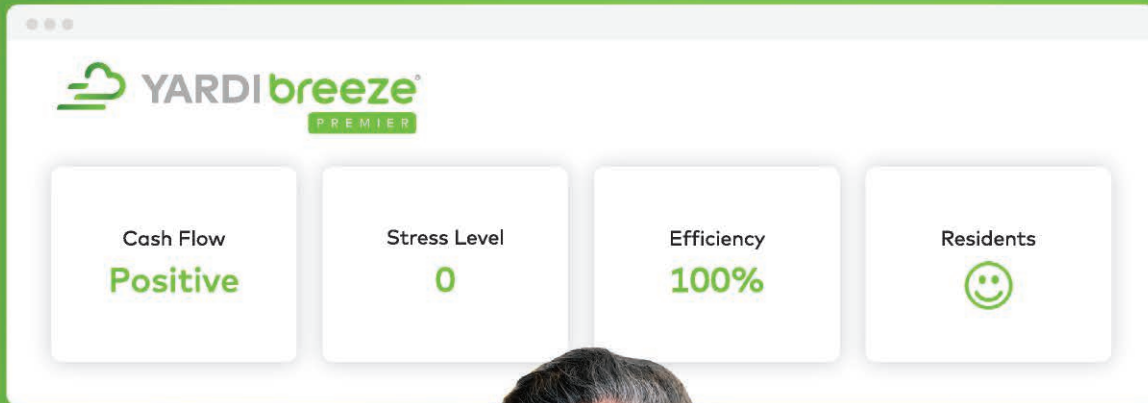 YARDI breeze®
PREMIER
Cash Flow
Positive
Stress Level
0
Efficiency
100%
Residents